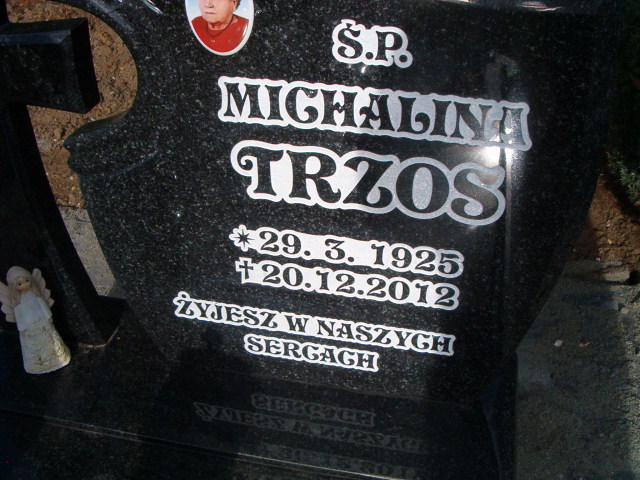 Ś.P.
MICHALINA
TRZOS
* 29. 3. 1925
† 20.12.2012
ŻYJESZ W NASZYCH
SERCACH